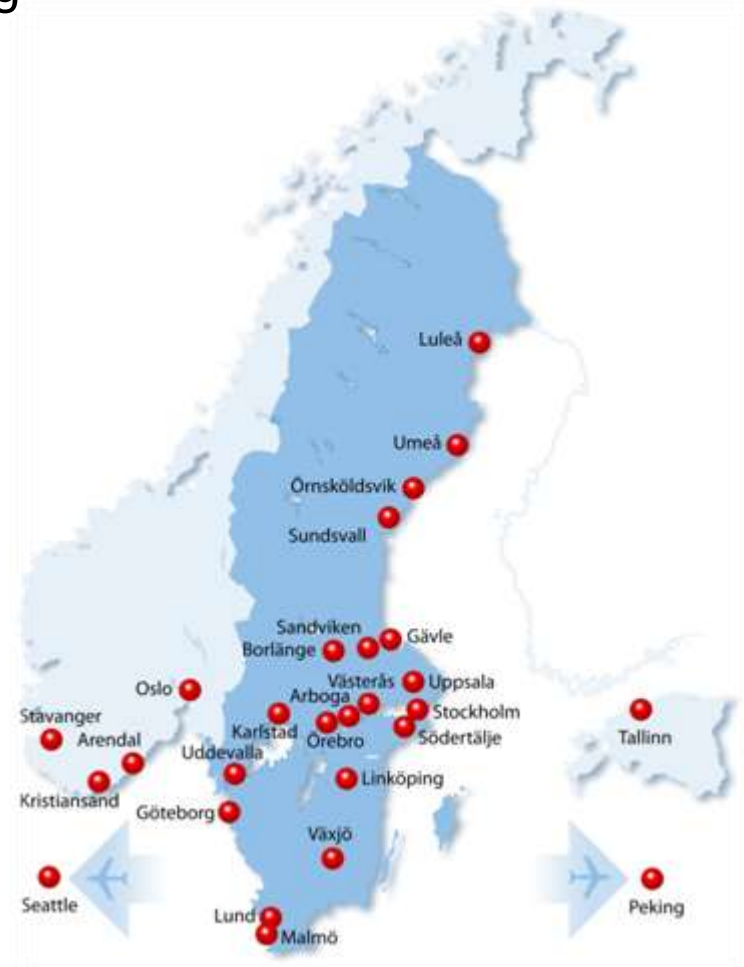 g
Luleå
Umeå
Örnsköldsvik
Sundsvall
Sandviken
Gävle
Borlänge
Västerås
Uppsala
Oslo
Arboga
Stockholm
Stavanger
Karlstad
Örebro
Södertälje
Tallinn
Arendal
Uddevalla
Linköping
Kristiansand
Göteborg
Växjö
Seattle
Peking
Lund
Malmö